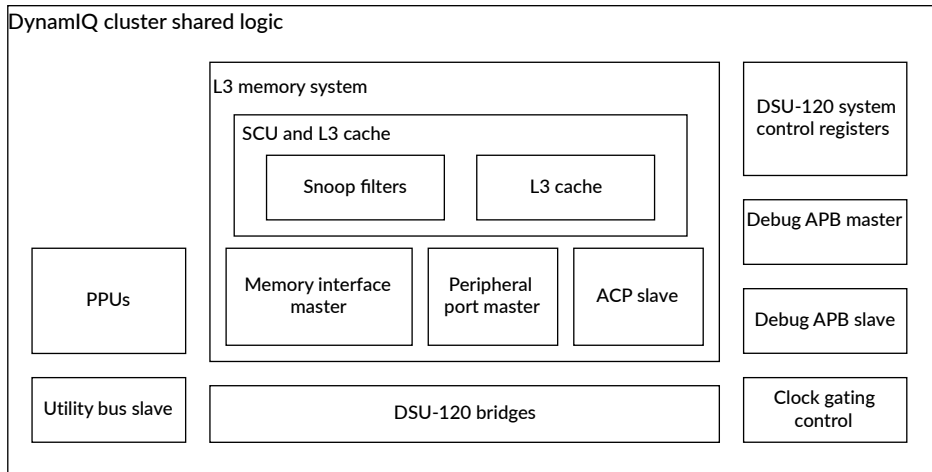 DynamIQ cluster shared logic
L3 memory system
SCU and L3 cache
Snoop filters
L3 cache
Memory interface
master
Peripheral
port master
ACP slave
DSU-120 system
control registers
Debug APB master
Debug APB slave
PPUs
Utility bus slave
DSU-120 bridges
Clock gating
control